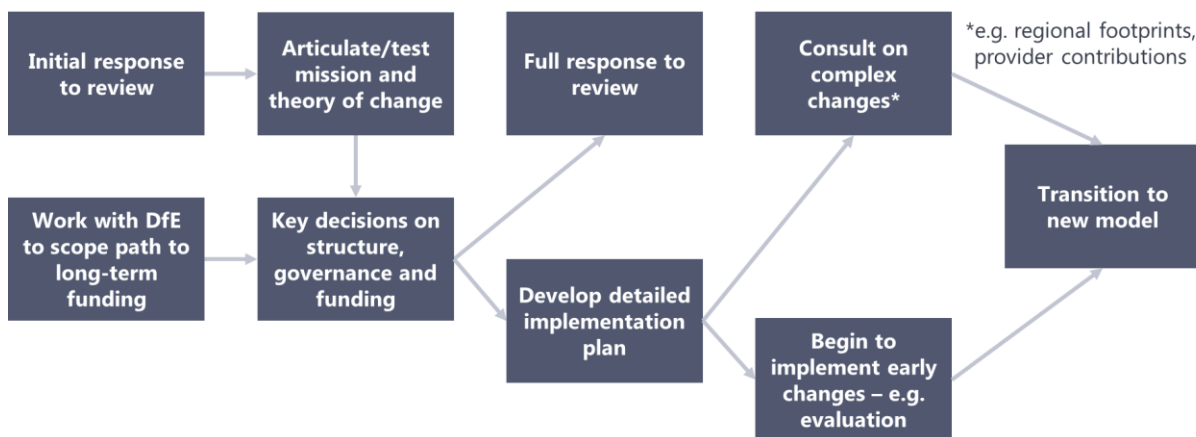 Initial response
to review
Articulate/test
mission and
theory of change
Full response to
review
Consult on
complex
changes*
*e.g. regional footprints,
provider contributions
Work with DfE
to scope path to
long-term
funding
Key decisions on
structure,
governance and
funding
Develop detailed
implementation
plan
Begin to
implement early
changes – e.g.
evaluation
Transition to
new model